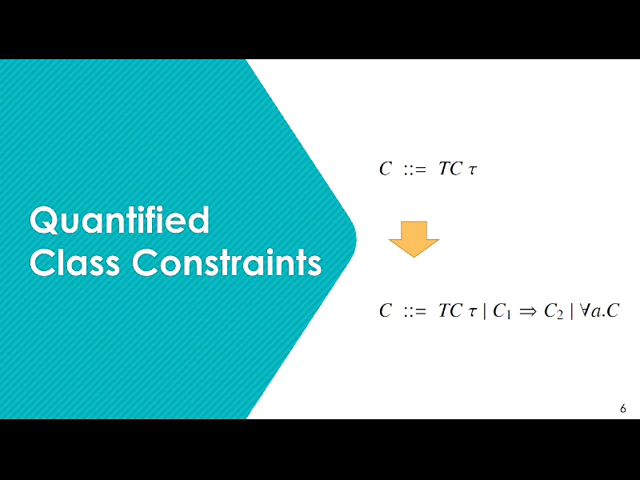 Quantified
Class Constraints
C ::= TC τ
C ::= TC τ | C₁ ⇒ C₂ | ∀a.C
6